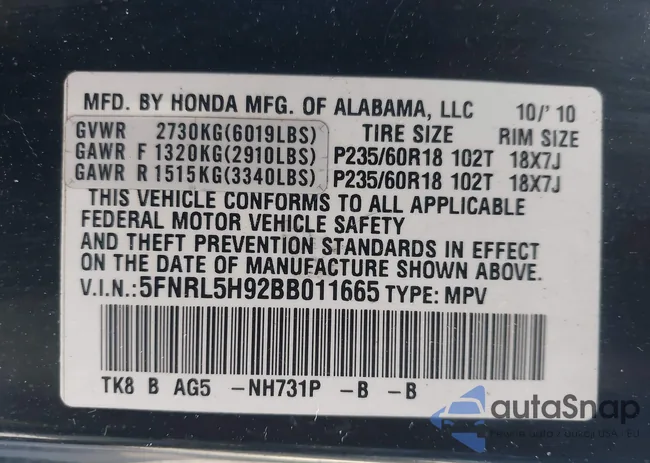 MFD. BY HONDA MFG. OF ALABAMA, LLC 10/'10
GVWR 2730KG(6019LBS) TIRE SIZE RIM SIZE
GAWR F 1320KG(2910LBS) P235/60R18 102T 18X7J
GAWR R 1515KG(3340LBS) P235/60R18 102T 18X7J
THIS VEHICLE CONFORMS TO ALL APPLICABLE
FEDERAL MOTOR VEHICLE SAFETY
AND THEFT PREVENTION STANDARDS IN EFFECT
ON THE DATE OF MANUFACTURE SHOWN ABOVE.
V.I.N.:5FNRL5H92BB011665 TYPE: MPV
TK8 B AG5 -NH731P -B -B
autaSnap